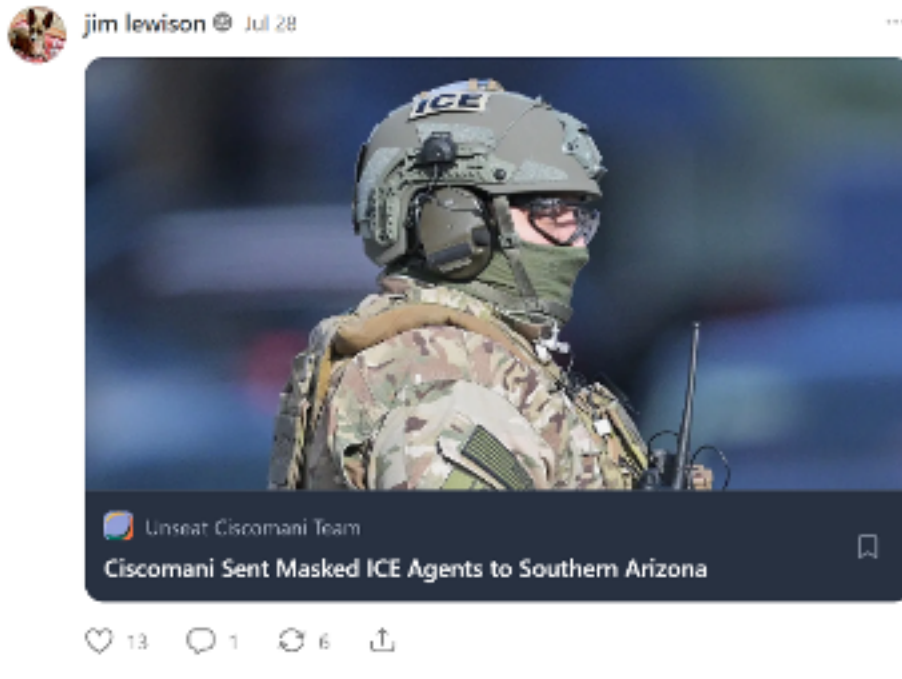 jim lewison Jul 28
ICE
Unseat Ciscomani Team
Ciscomani Sent Masked ICE Agents to Southern Arizona
13 1 6